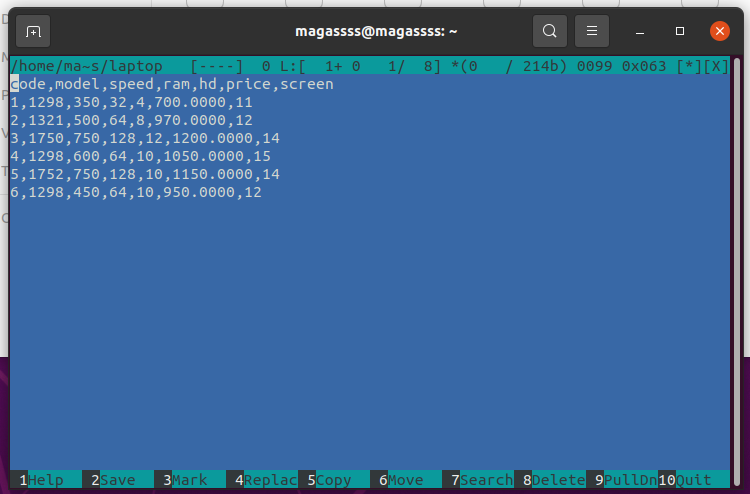 magassss@magassss: ~
/home/ma~s/laptop   [----]  0 L:[  1+ 0   1/  8] *(0   / 214b) 0099 0x063 [*][X]
code,model,speed,ram,hd,price,screen
1,1298,350,32,4,700.0000,11
2,1321,500,64,8,970.0000,12
3,1750,750,128,12,1200.0000,14
4,1298,600,64,10,1050.0000,15
5,1752,750,128,10,1150.0000,14
6,1298,450,64,10,950.0000,12
1Help   2Save   3Mark   4Replac 5Copy   6Move   7Search 8Delete 9PullDn 10Quit